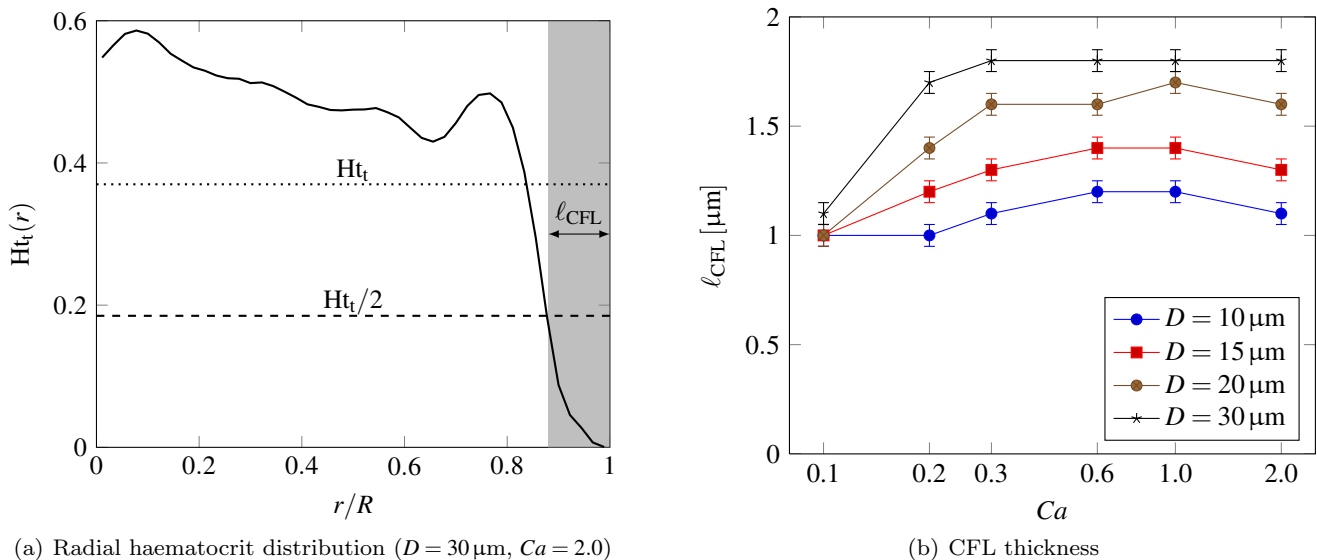 0.6
0.4
0.2
0
Ht_t(r)
Ht_t
ℓ_CFL
Ht_t/2
0 0.2 0.4 0.6 0.8 1
r/R
(a) Radial haematocrit distribution (D = 30 μm, Ca = 2.0)
2
1.5
1
0.5
0
ℓ_CFL [μm]
D = 10 μm
D = 15 μm
D = 20 μm
D = 30 μm
0.1 0.2 0.3 0.6 1.0 2.0
Ca
(b) CFL thickness